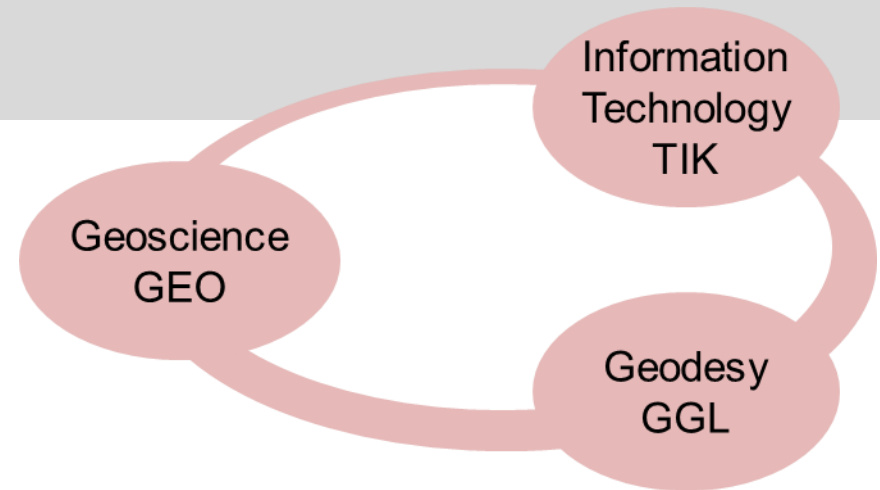 Information
Technology
TIK
Geoscience
GEO
Geodesy
GGL